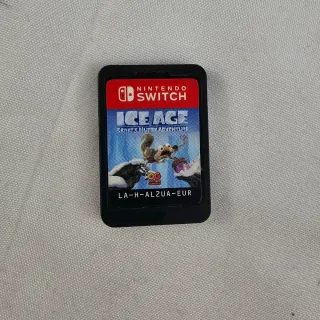 NINTENDO
SWITCH
ICE AGE
SCRAT'S NUTTY ADVENTURE
LA-H-AL2UA-EUR